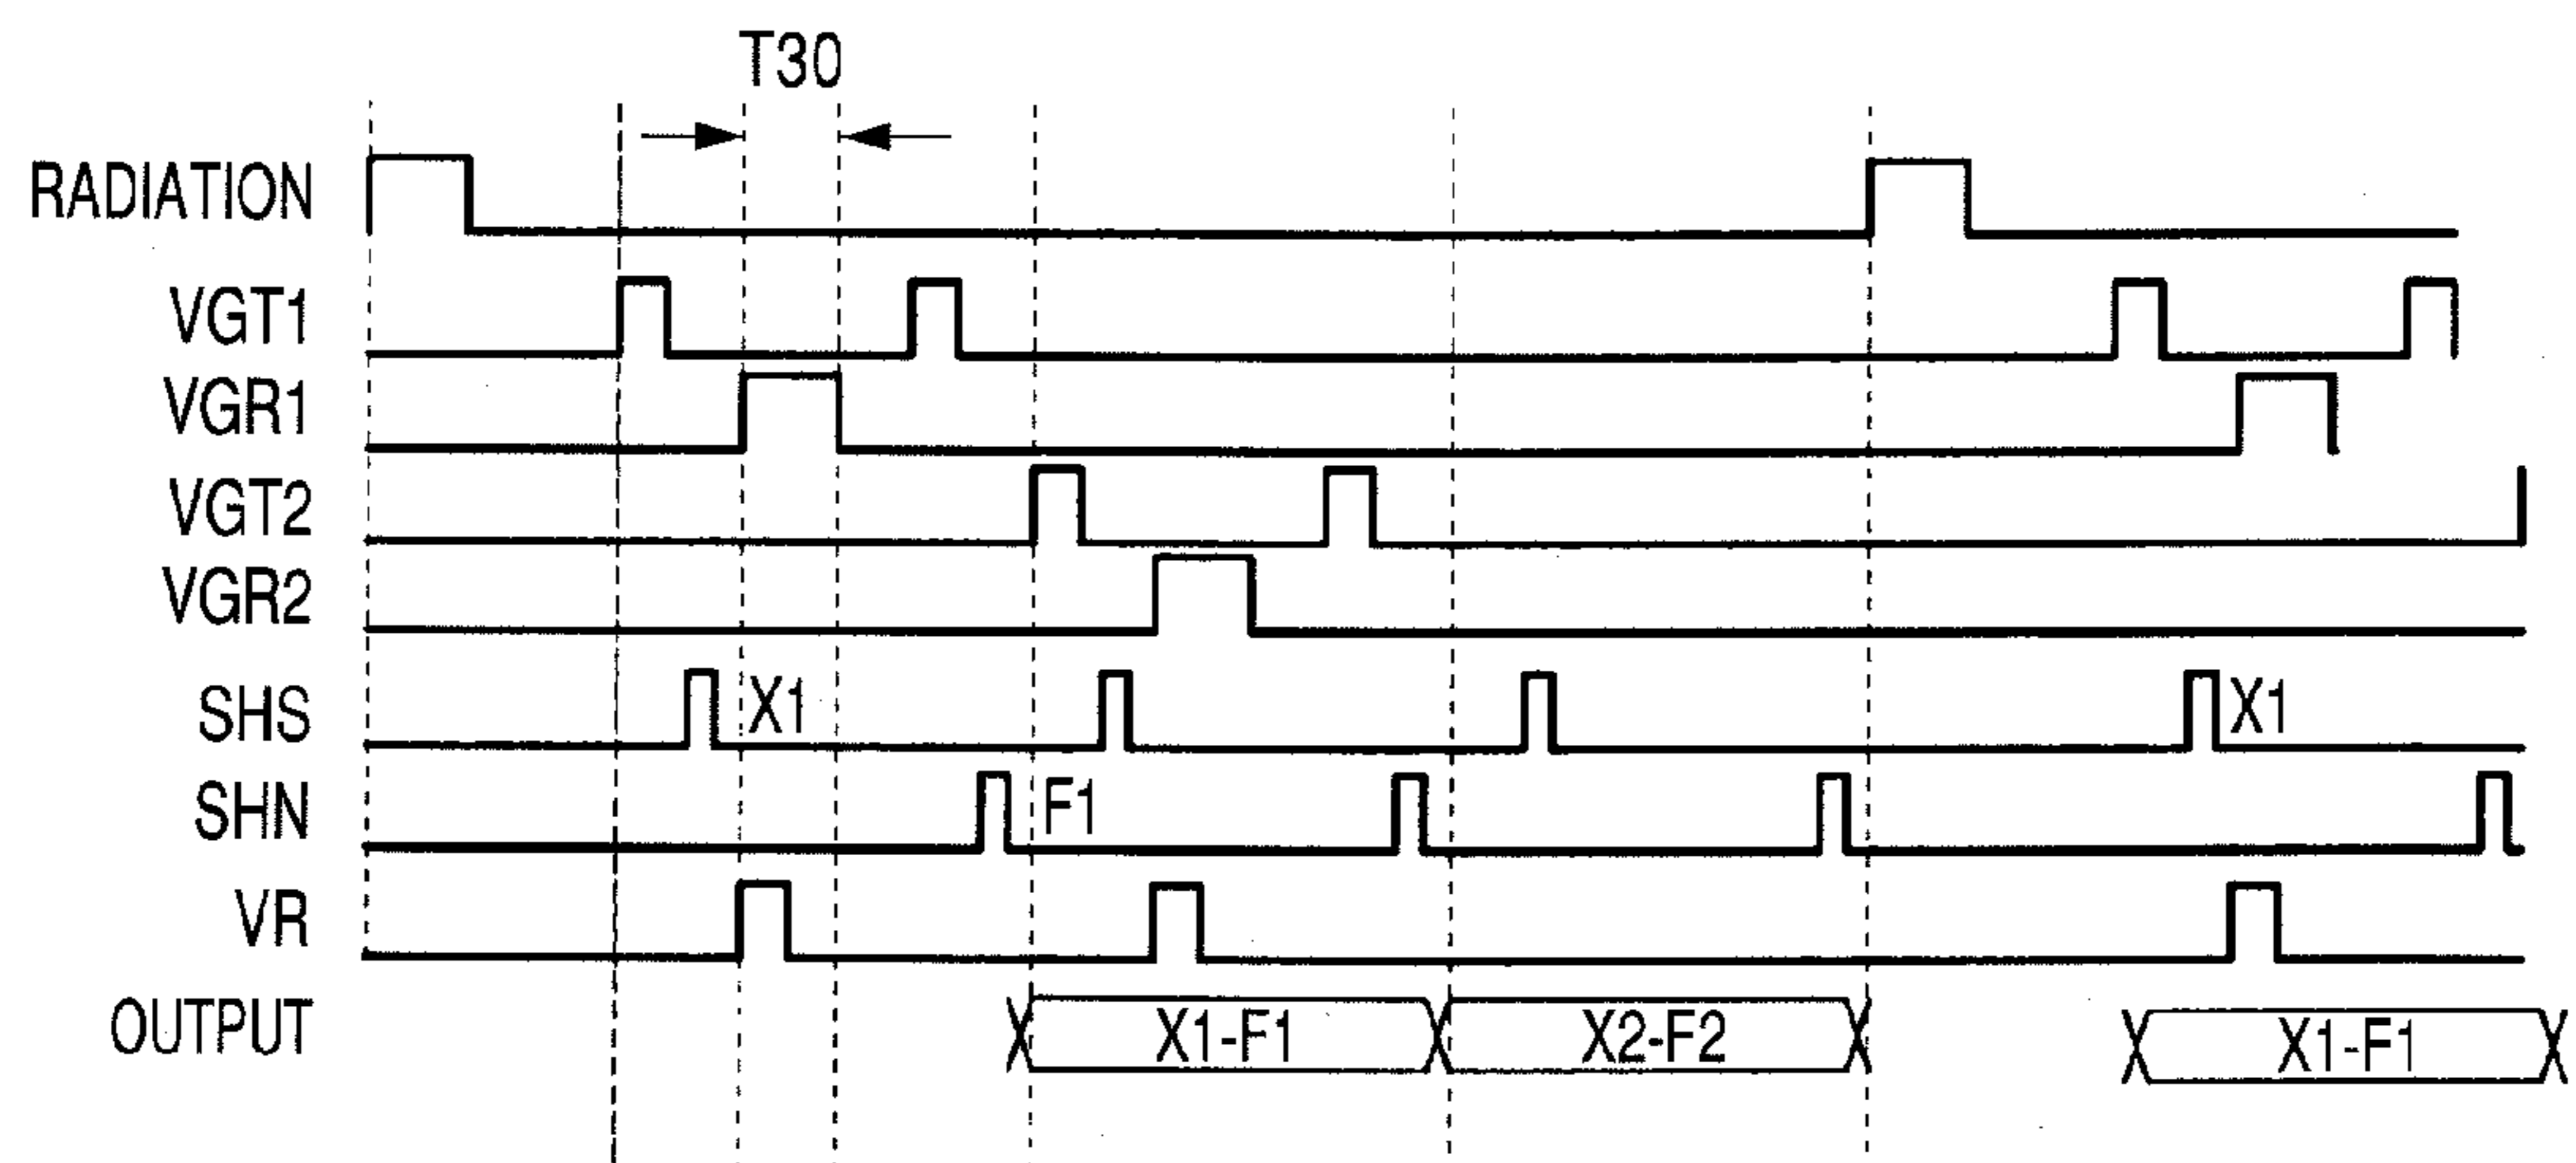 T30
RADIATION
VGT1
VGR1
VGT2
VGR2
SHS X1 X1
SHN F1
VR
OUTPUT X1-F1 X2-F2 X1-F1